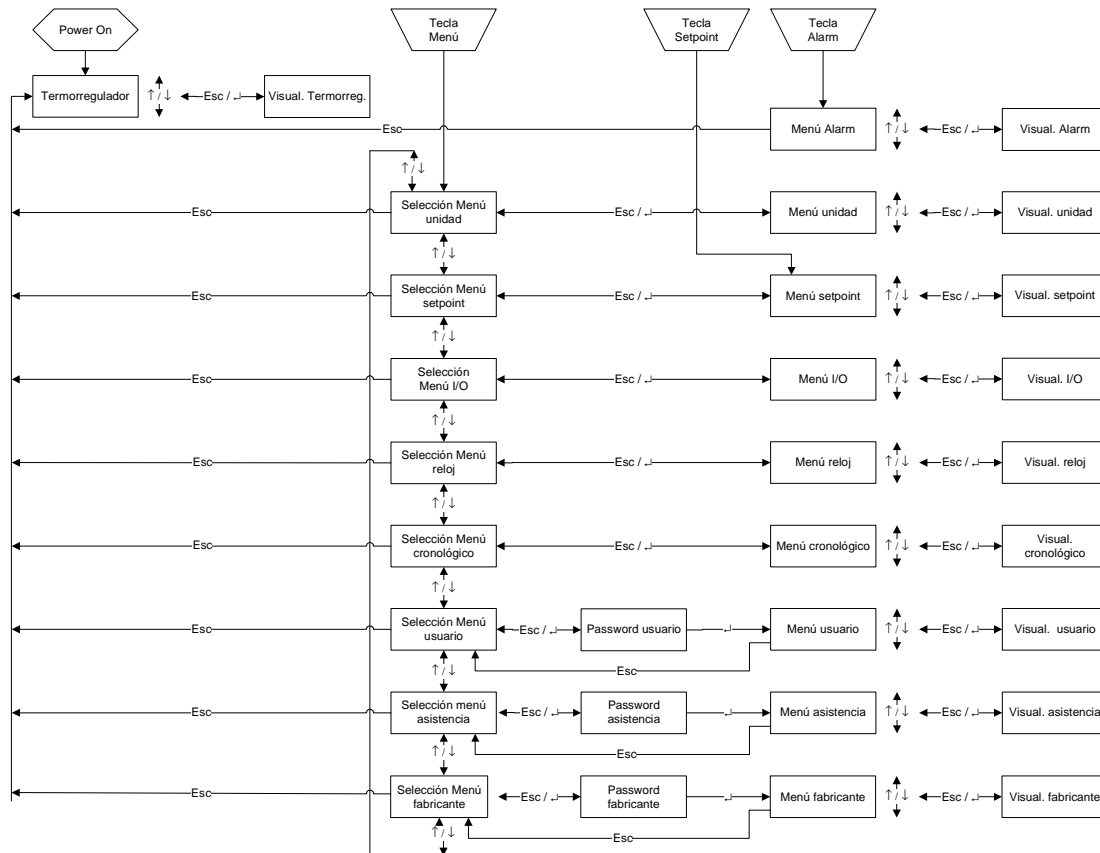 Power On
Tecla
Menú
Tecla
Setpoint
Tecla
Alarm
Termorregulador
↑ / ↓
Esc / ↵
Visual. Termorreg.
Esc
Menú Alarm
↑ / ↓
Esc / ↵
Visual. Alarm
↑ / ↓
Esc
Selección Menú
unidad
Esc / ↵
Menú unidad
↑ / ↓
Esc / ↵
Visual. unidad
↑ / ↓
Esc
Selección Menú
setpoint
Esc / ↵
Menú setpoint
↑ / ↓
Esc / ↵
Visual. setpoint
↑ / ↓
Esc
Selección
Menú I/O
Esc / ↵
Menú I/O
↑ / ↓
Esc / ↵
Visual. I/O
↑ / ↓
Esc
Selección Menú
reloj
Esc / ↵
Menú reloj
↑ / ↓
Esc / ↵
Visual. reloj
↑ / ↓
Esc
Selección Menú
cronológico
Esc / ↵
Menú cronológico
↑ / ↓
Esc / ↵
Visual.
cronológico
↑ / ↓
Esc
Selección Menú
usuario
Esc / ↵
Password usuario
↵
Menú usuario
↑ / ↓
Esc / ↵
Visual. usuario
Esc
↑ / ↓
Esc
Selección menú
asistencia
Esc / ↵
Password
asistencia
↵
Menú asistencia
↑ / ↓
Esc / ↵
Visual. asistencia
Esc
↑ / ↓
Esc
Selección Menú
fabricante
Esc / ↵
Password
fabricante
↵
Menú fabricante
↑ / ↓
Esc / ↵
Visual. fabricante
Esc
↑ / ↓